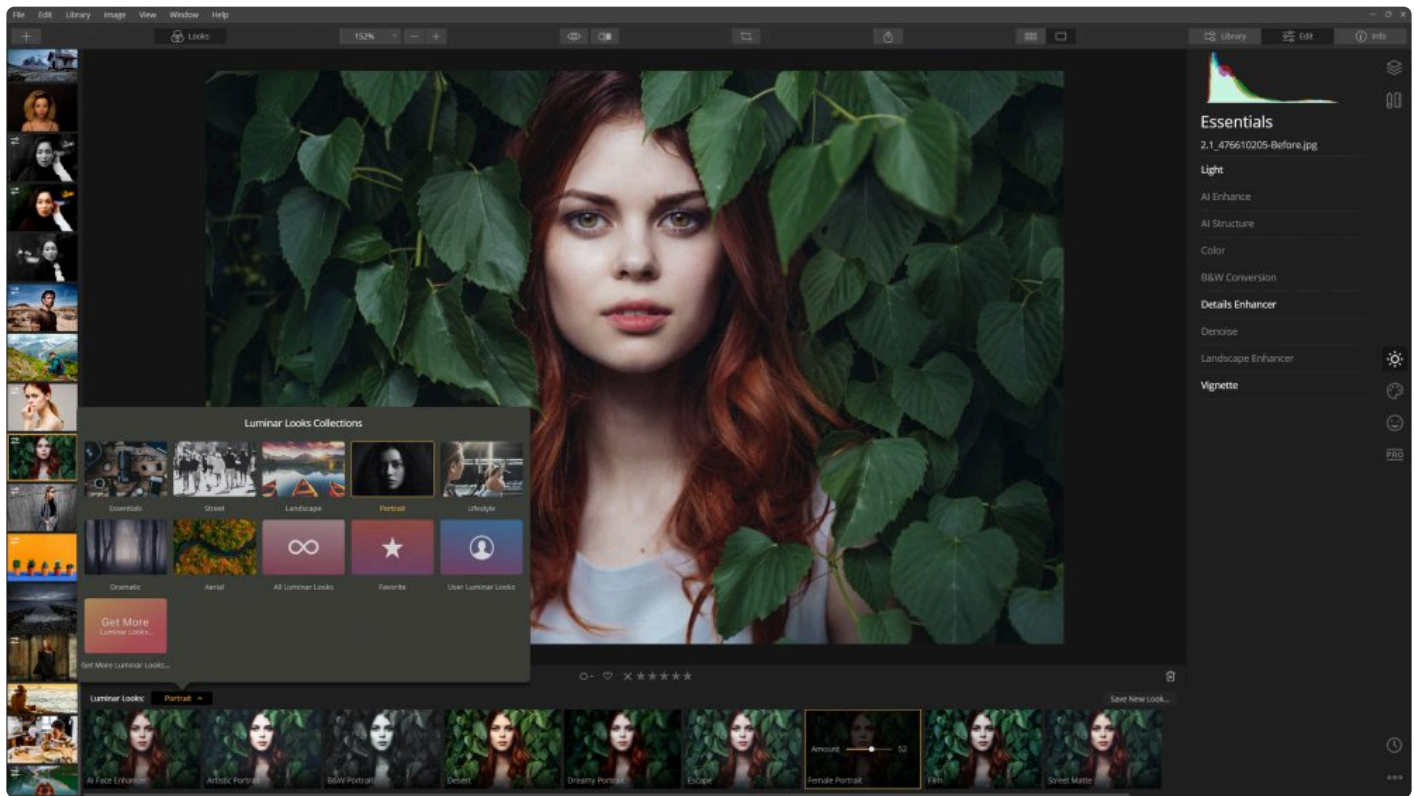 File Edit Library Image View Window Help
Looks 152% Library Edit Info
Essentials
2.1_476610205-Before.jpg
Light
AI Enhance
AI Structure
Color
B&W Conversion
Details Enhancer
Denoise
Landscape Enhancer
Vignette
PRO
Luminar Looks Collections
Essentials Street Landscape Portrait Lifestyle
Dramatic Aerial All Luminar Looks Favorite User Luminar Looks
Get More
Luminar Looks...
Get More Luminar Looks...
Luminar Looks: Portrait Save New Look...
Amount 52
AI Face Enhancer Artistic Portrait B&W Portrait Desert Dreamy Portrait Escape Female Portrait Film Street Matte